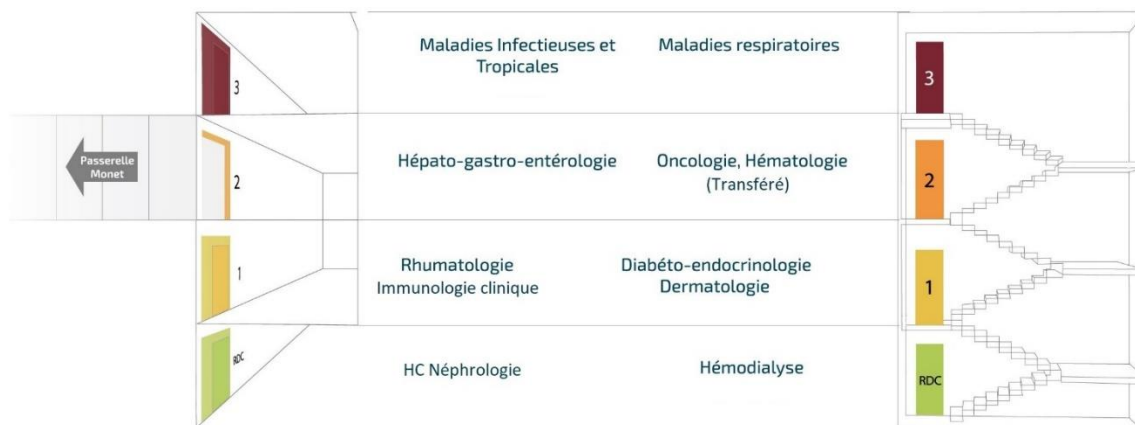 3
Maladies Infectieuses et
Tropicales
Maladies respiratoires
3
Passerelle
Monet
2
Hépato-gastro-entérologie
Oncologie, Hématologie
(Transféré)
2
1
Rhumatologie
Immunologie clinique
Diabéto-endocrinologie
Dermatologie
1
RDC
HC Néphrologie
Hémodialyse
RDC